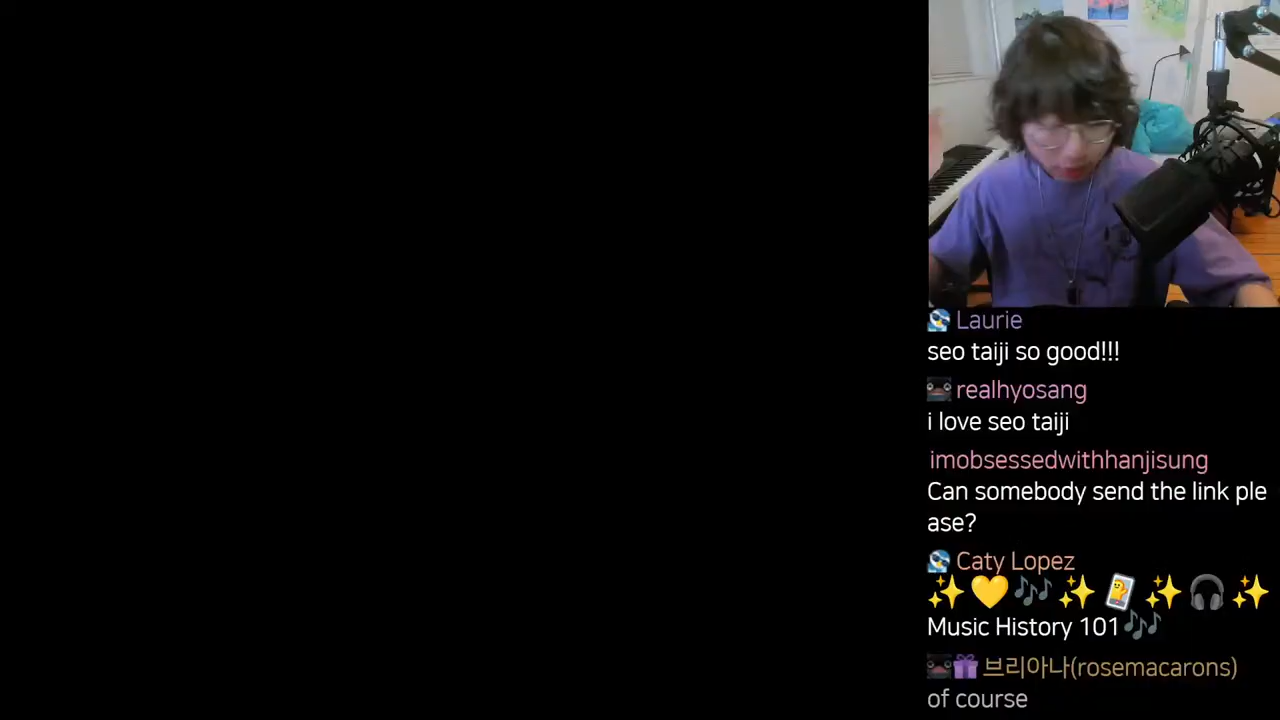 Laurie
seo taiji so good!!!
realhyosang
i love seo taiji
imobsessedwithhanjisung
Can somebody send the link ple
ase?
Caty Lopez
Music History 101
브리아나(rosemacarons)
of course